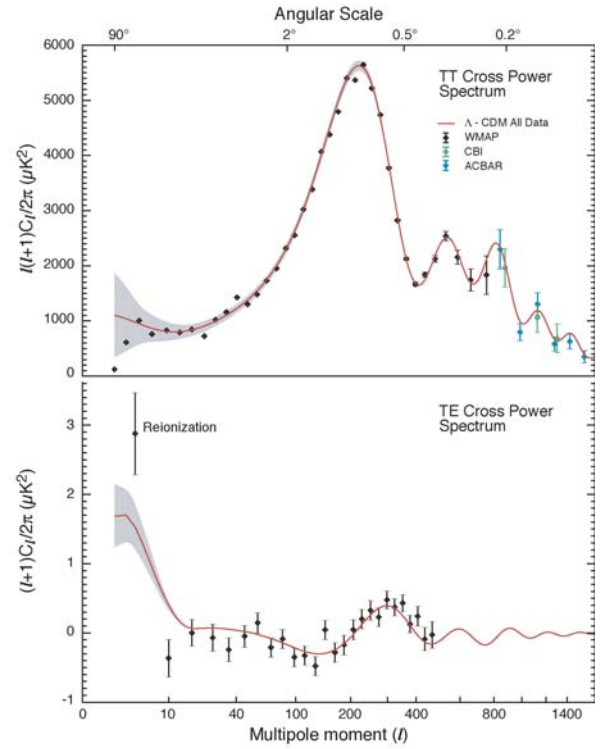 Angular Scale
90° 2° 0.5° 0.2°
6000
5000
4000
3000
2000
1000
0
l(l+1)Cl/2π (μK2)
TT Cross Power
Spectrum
Λ - CDM All Data
WMAP
CBI
ACBAR
3
2
1
0
-1
(l+1)Cl/2π (μK2)
Reionization
TE Cross Power
Spectrum
0 10 40 100 200 400 800 1400
Multipole moment (l)